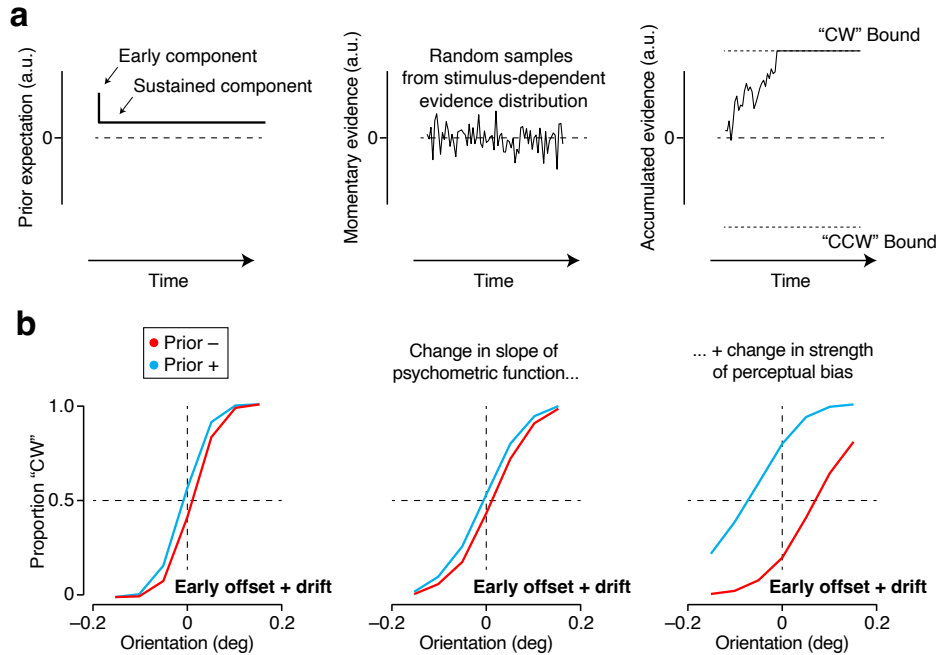 a
Prior expectation (a.u.)
Early component
Sustained component
0
Time
Momentary evidence (a.u.)
Random samples
from stimulus-dependent
evidence distribution
0
Time
Accumulated evidence (a.u.)
“CW” Bound
0
“CCW” Bound
Time
b
Prior –
Prior +
Change in slope of
psychometric function...
... + change in strength
of perceptual bias
Proportion “CW”
1.0
0.5
0
Early offset + drift
–0.2
0
0.2
Orientation (deg)
Early offset + drift
–0.2
0
0.2
Orientation (deg)
Early offset + drift
–0.2
0
0.2
Orientation (deg)